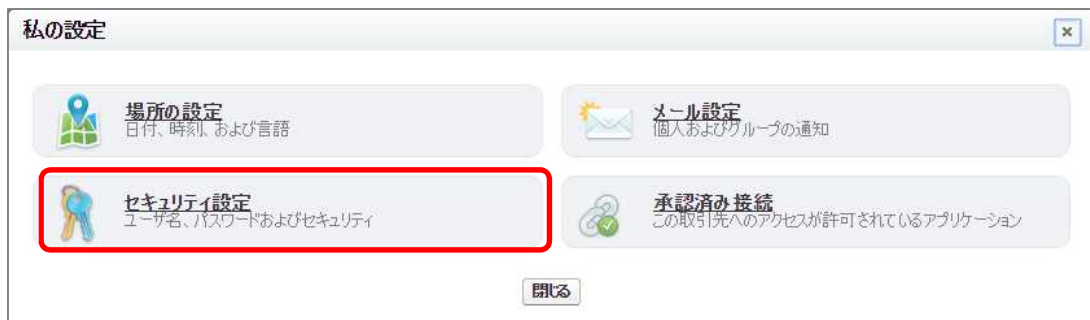 私の設定
場所の設定
日付、時刻、および言語
メール設定
個人およびグループの通知
セキュリティ設定
ユーザ名、パスワードおよびセキュリティ
承認済み接続
この取引先へのアクセスが許可されているアプリケーション
閉じる